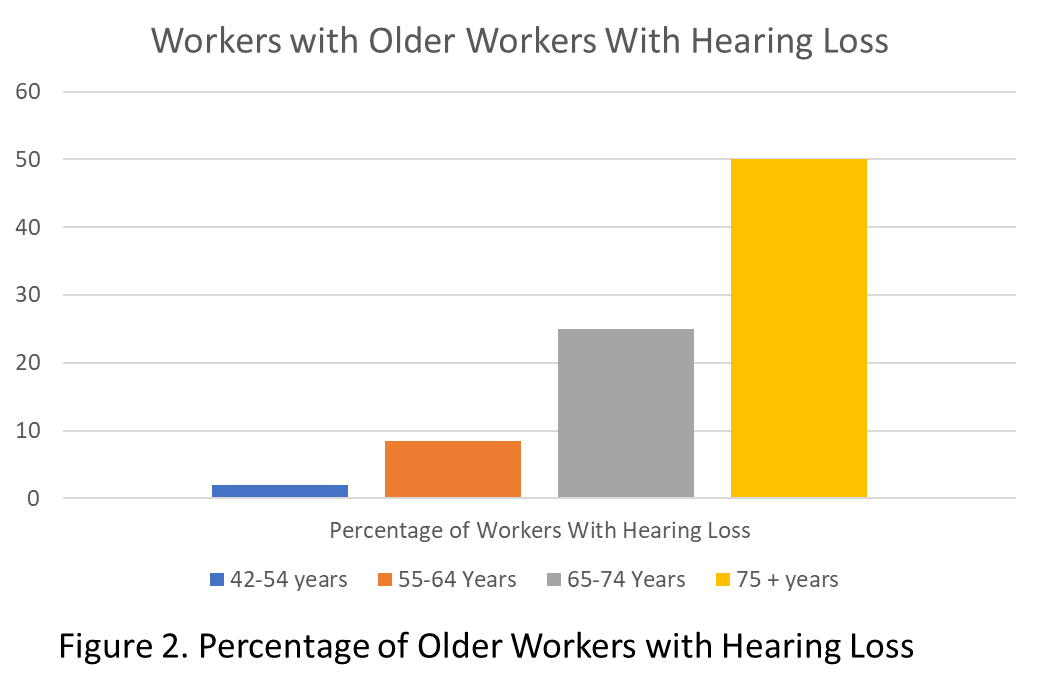 Workers with Older Workers With Hearing Loss
60
50
40
30
20
10
0
Percentage of Workers With Hearing Loss
42-54 years 55-64 Years 65-74 Years 75 + years
Figure 2. Percentage of Older Workers with Hearing Loss